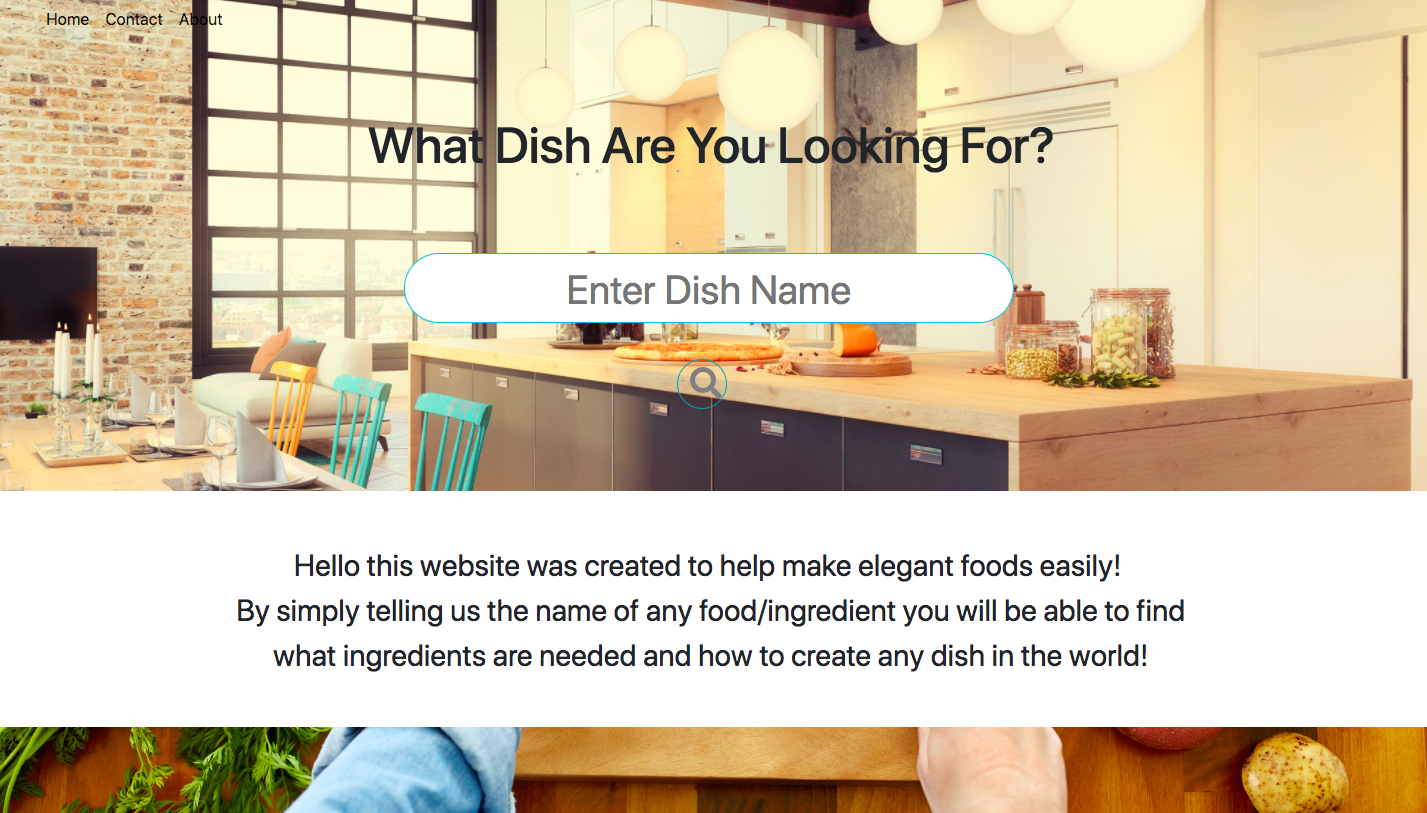 Home Contact About
What Dish Are You Looking For?
Enter Dish Name
Hello this website was created to help make elegant foods easily!
By simply telling us the name of any food/ingredient you will be able to find
what ingredients are needed and how to create any dish in the world!